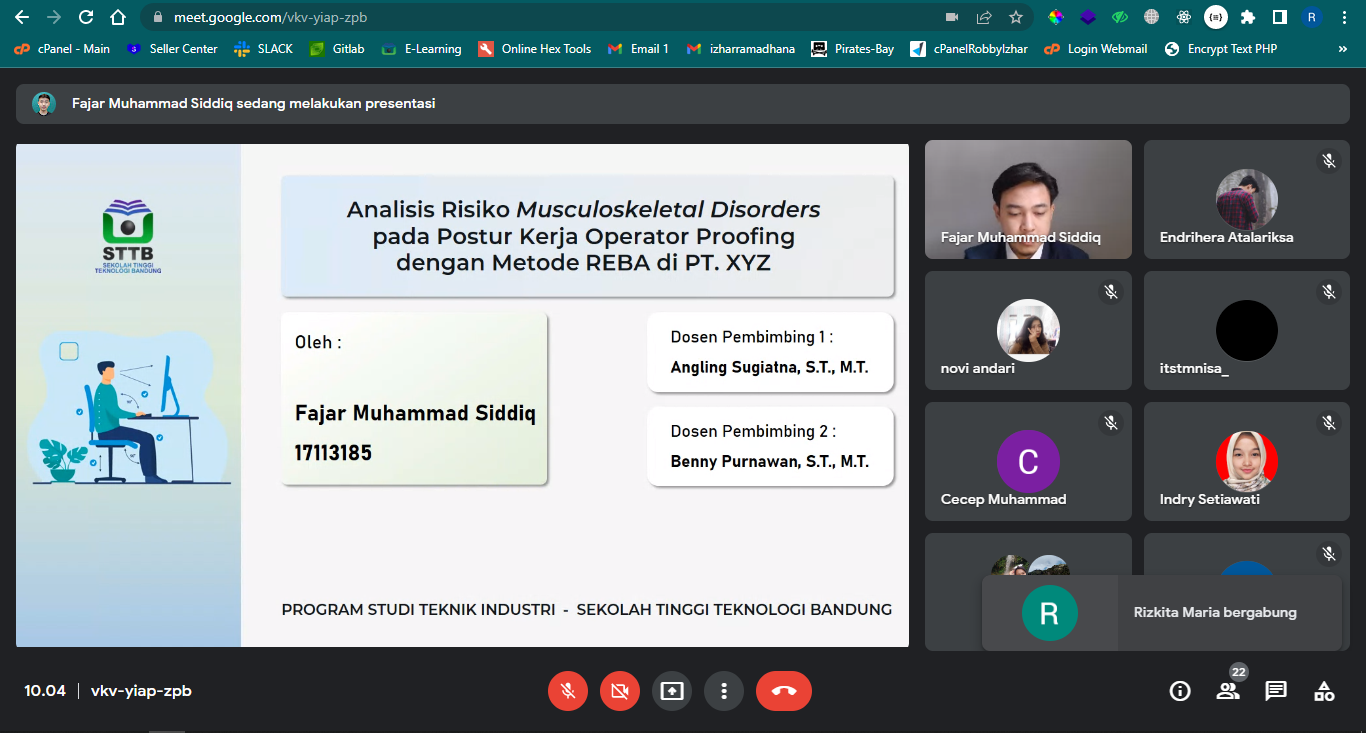 meet.google.com/vkv-yiap-zpb
R
cPanel - Main
Seller Center
SLACK
Gitlab
E-Learning
Online Hex Tools
Email 1
izharramadhana
Pirates-Bay
cPanelRobbyIzhar
Login Webmail
Encrypt Text PHP
»
Fajar Muhammad Siddiq sedang melakukan presentasi
STTB
SEKOLAH TINGGI
TEKNOLOGI BANDUNG
Analisis Risiko Musculoskeletal Disorders
pada Postur Kerja Operator Proofing
dengan Metode REBA di PT. XYZ
Oleh :
Fajar Muhammad Siddiq
17113185
Dosen Pembimbing 1 :
Angling Sugiatna, S.T., M.T.
Dosen Pembimbing 2 :
Benny Purnawan, S.T., M.T.
PROGRAM STUDI TEKNIK INDUSTRI - SEKOLAH TINGGI TEKNOLOGI BANDUNG
Fajar Muhammad Siddiq
Endrihera Atalariksa
novi andari
itstmnisa_
C
Cecep Muhammad
Indry Setiawati
R
Rizkita Maria bergabung
10.04 | vkv-yiap-zpb
22